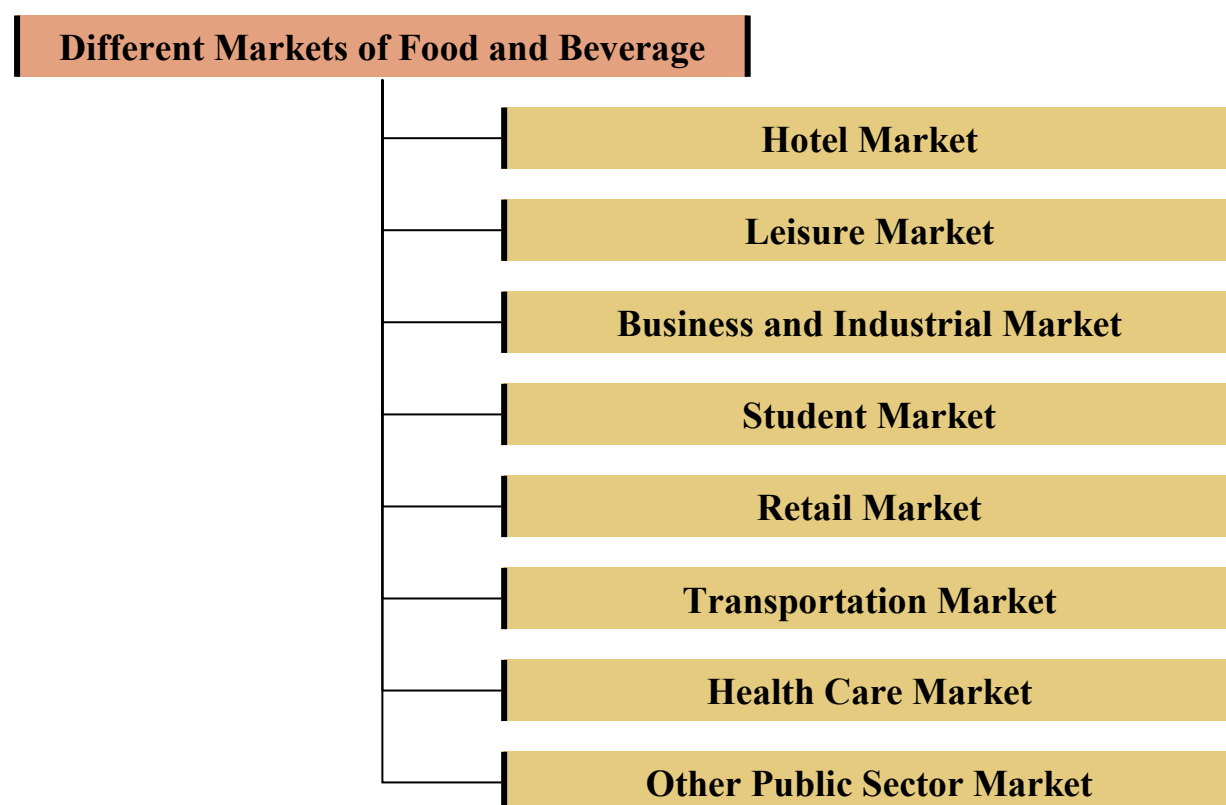 Different Markets of Food and Beverage
Hotel Market
Leisure Market
Business and Industrial Market
Student Market
Retail Market
Transportation Market
Health Care Market
Other Public Sector Market